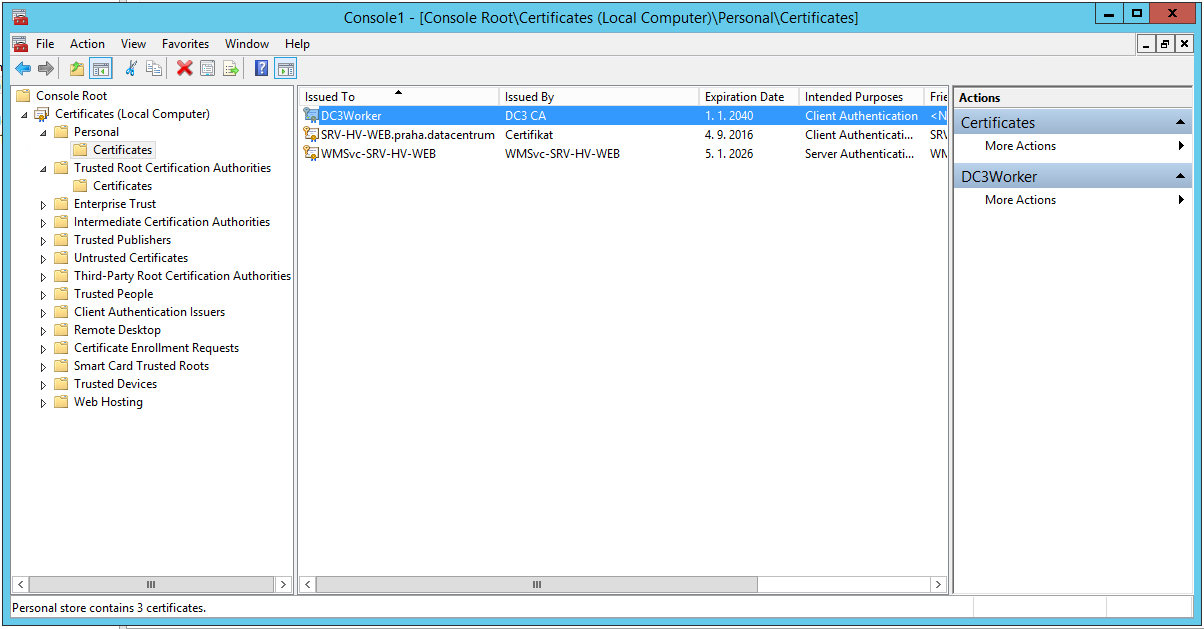 Console1 - [Console Root\Certificates (Local Computer)\Personal\Certificates]
File Action View Favorites Window Help
Console Root
Certificates (Local Computer)
Personal
Certificates
Trusted Root Certification Authorities
Certificates
Enterprise Trust
Intermediate Certification Authorities
Trusted Publishers
Untrusted Certificates
Third-Party Root Certification Authorities
Trusted People
Client Authentication Issuers
Remote Desktop
Certificate Enrollment Requests
Smart Card Trusted Roots
Trusted Devices
Web Hosting
Issued To Issued By Expiration Date Intended Purposes Frie
DC3Worker DC3 CA 1. 1. 2040 Client Authentication <N
SRV-HV-WEB.praha.datacentrum Certifikat 4. 9. 2016 Client Authenticati... SRV
WMSvc-SRV-HV-WEB WMSvc-SRV-HV-WEB 5. 1. 2026 Server Authenticati... WM
Actions
Certificates
More Actions
DC3Worker
More Actions
Personal store contains 3 certificates.